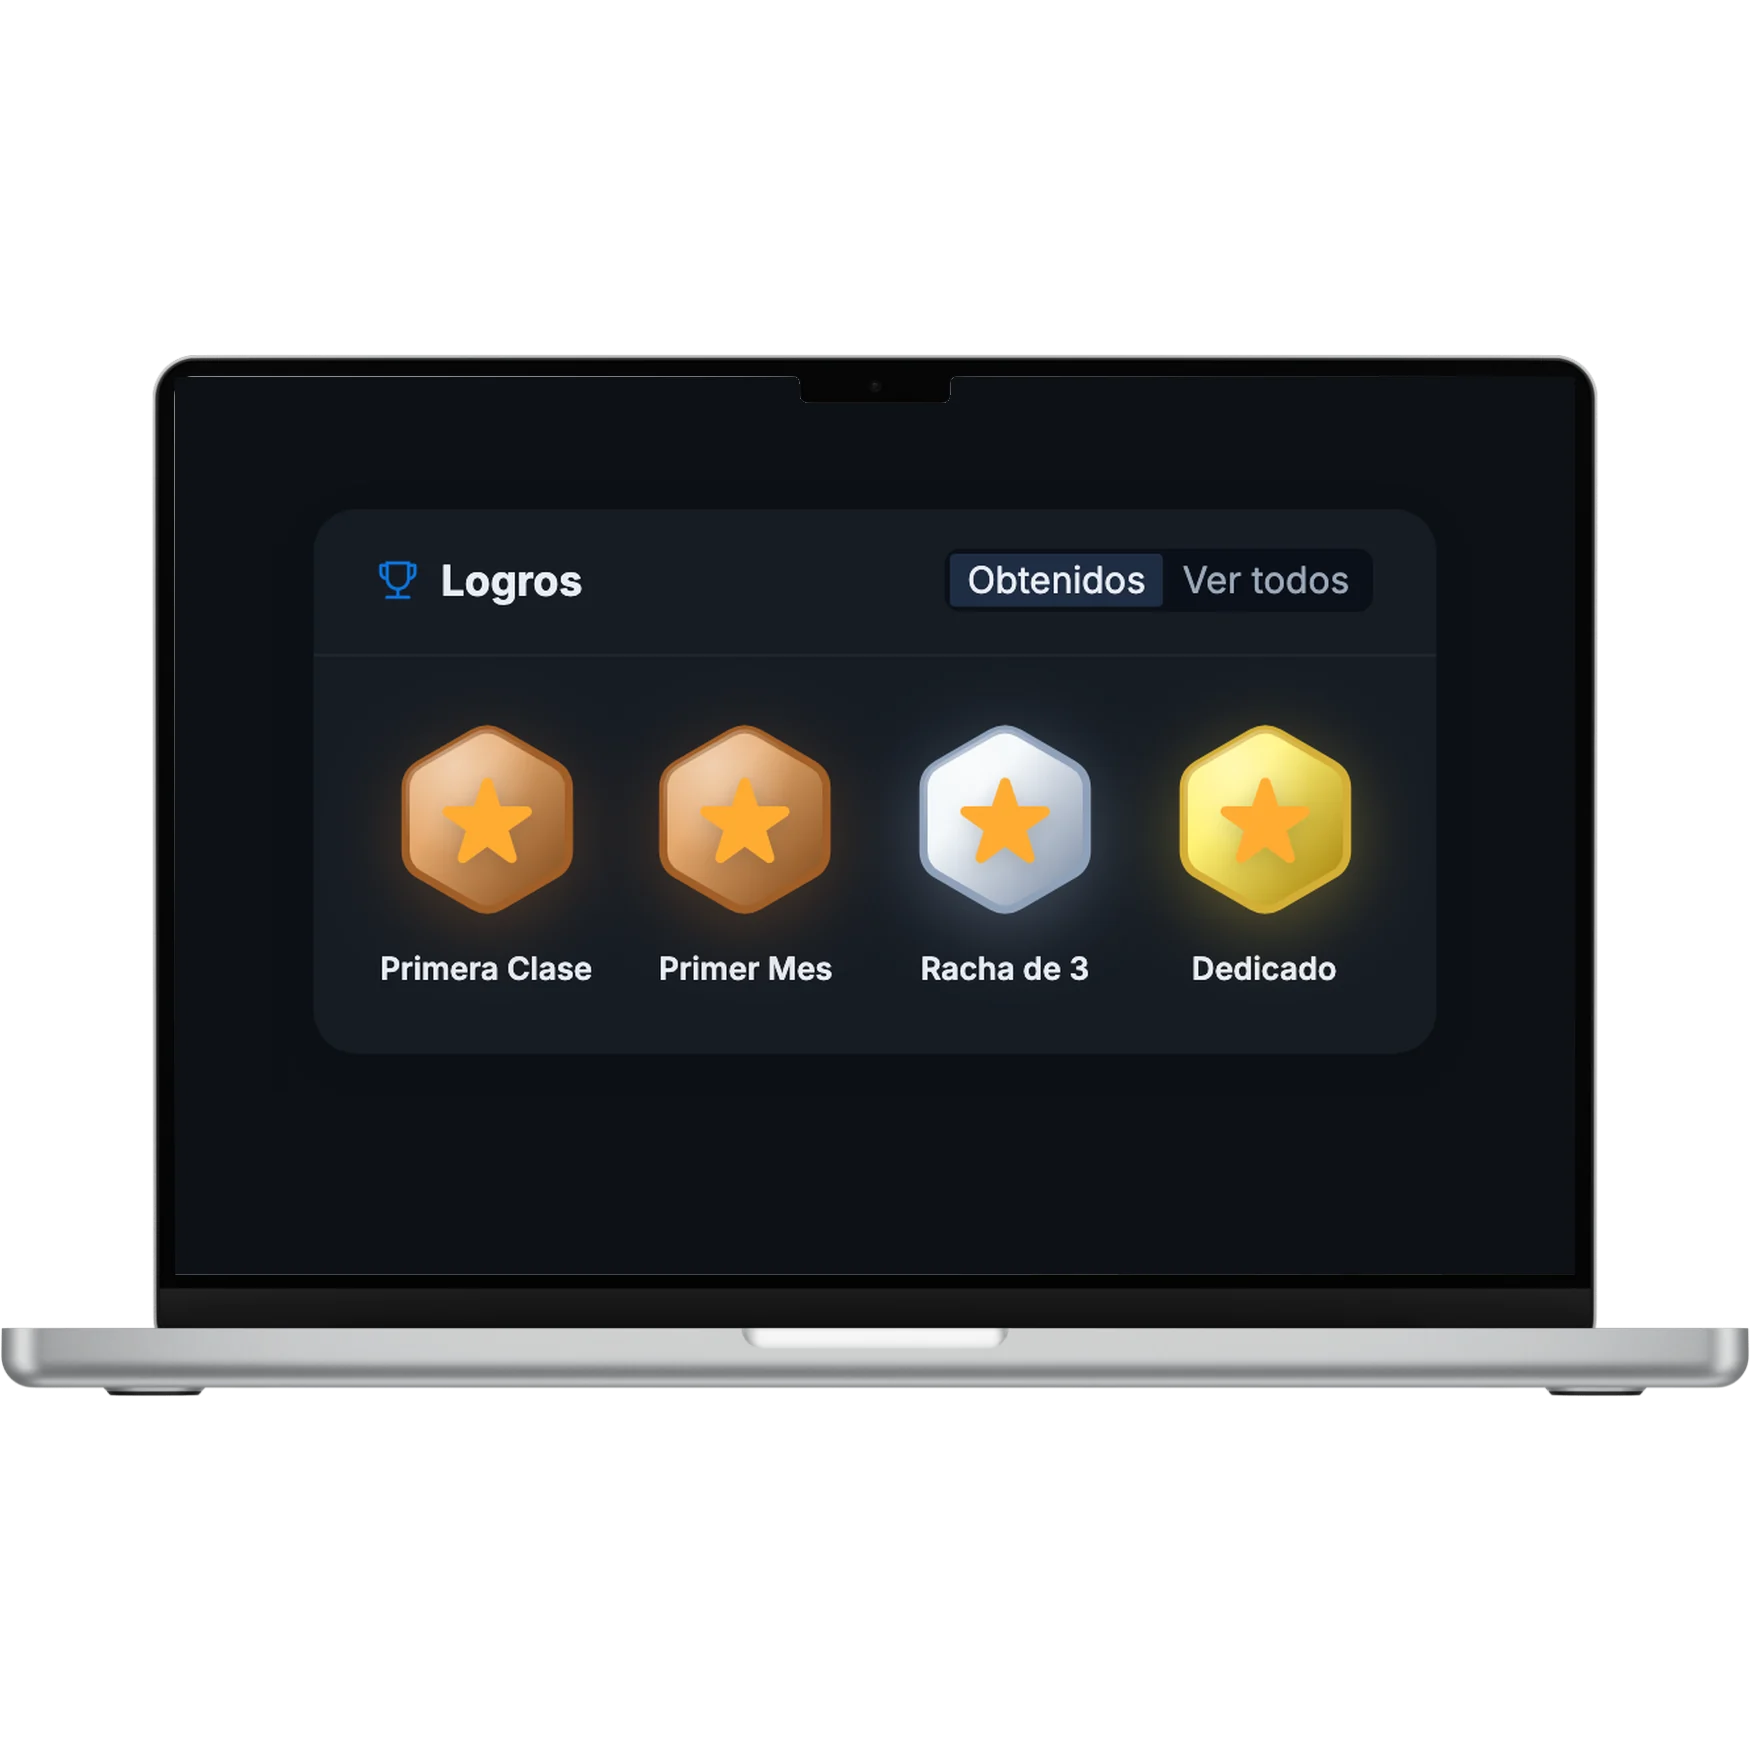 Logros
Obtenidos
Ver todos
Primera Clase
Primer Mes
Racha de 3
Dedicado